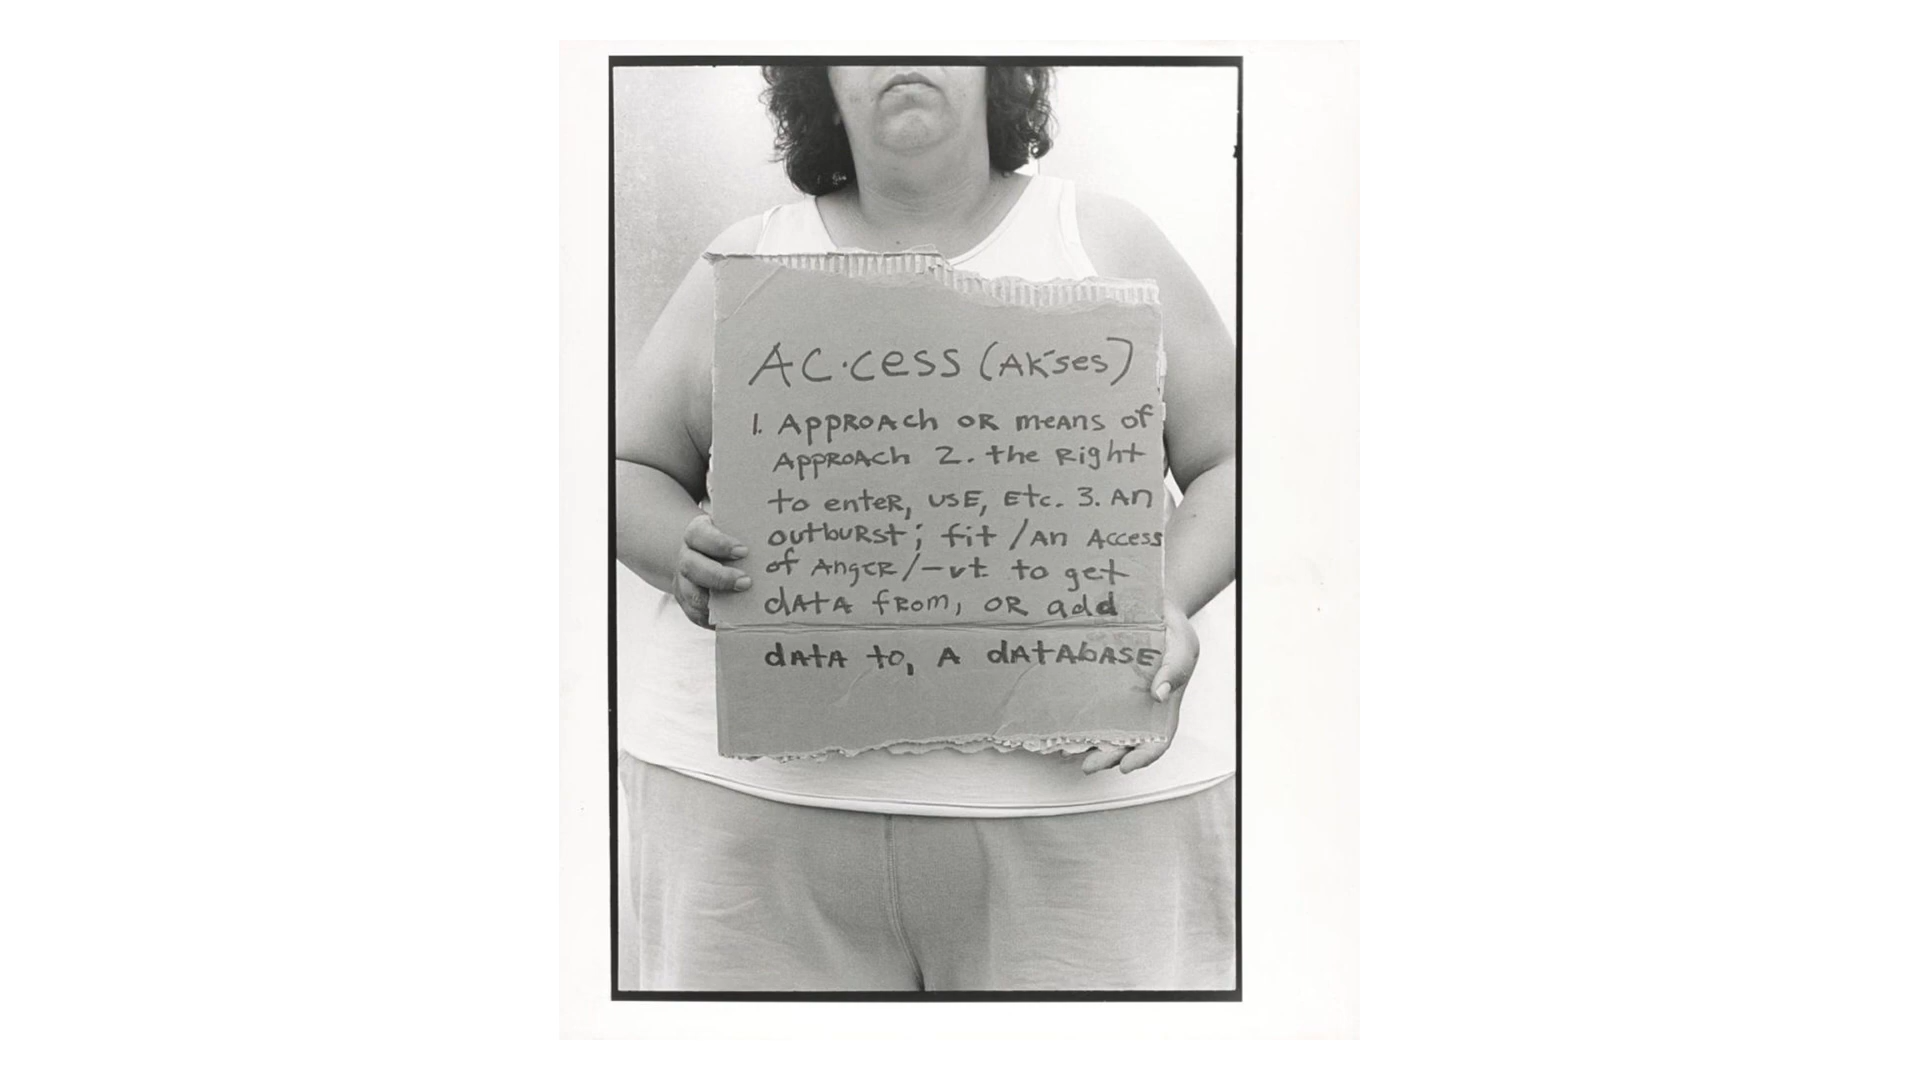 AC·cess (AK'ses)
1. Approach or means of
Approach 2. the Right
to enter, use, etc. 3. An
outburst; fit /An Access
of Anger/-vt. to get
data from, or add
data to, a database